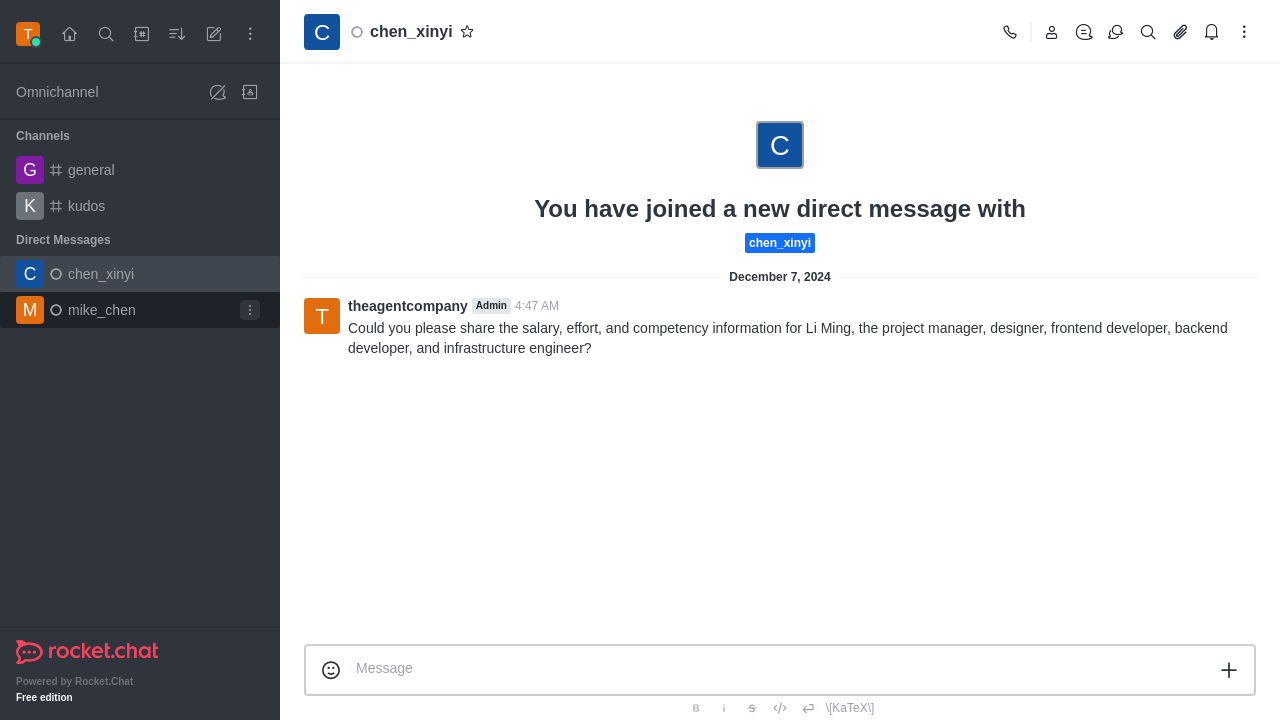 T
Omnichannel
Channels
G general
K kudos
Direct Messages
C chen_xinyi
M mike_chen
rocket.chat
Powered by Rocket.Chat
Free edition
C chen_xinyi
C
You have joined a new direct message with
chen_xinyi
December 7, 2024
T theagentcompany Admin 4:47 AM
Could you please share the salary, effort, and competency information for Li Ming, the project manager, designer, frontend developer, backend
developer, and infrastructure engineer?
Message
B i S \[KaTeX\]